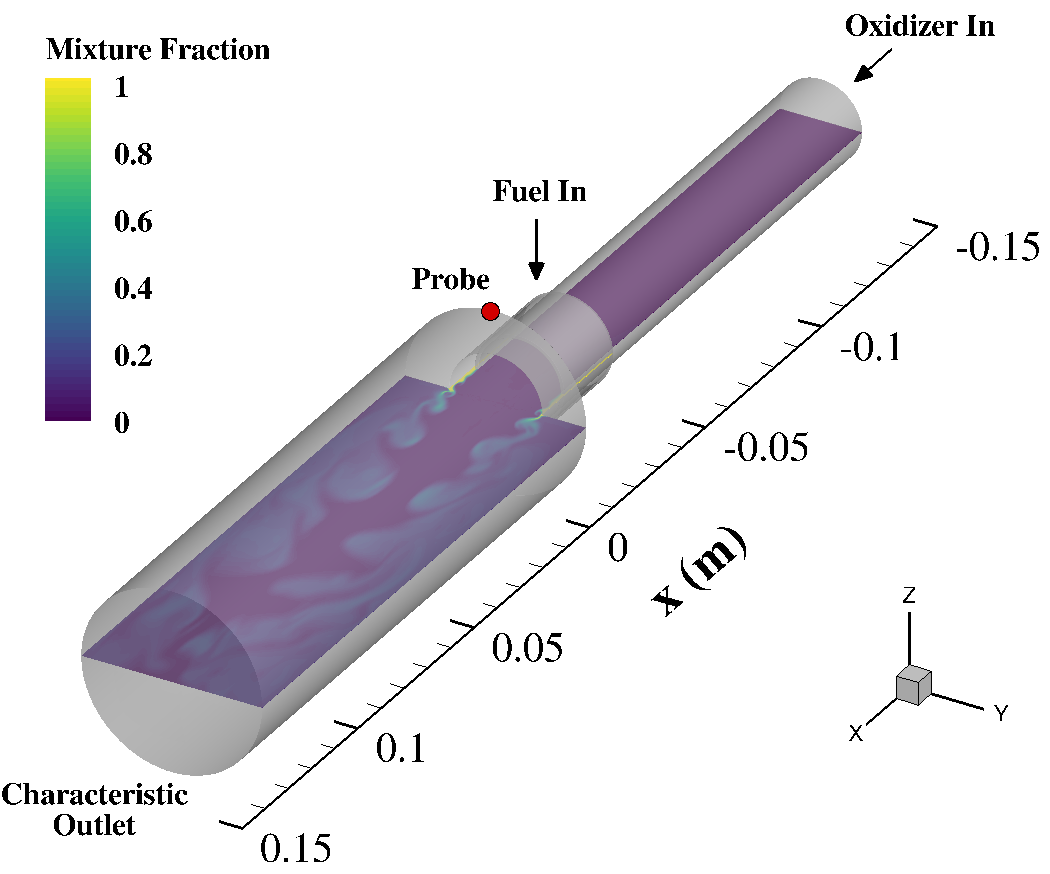 Oxidizer In
Mixture Fraction
1
0.8
0.6
0.4
0.2
0
Fuel In
Probe
-0.15
-0.1
-0.05
0
0.05
0.1
0.15
x (m)
Characteristic
Outlet
Z
Y
X